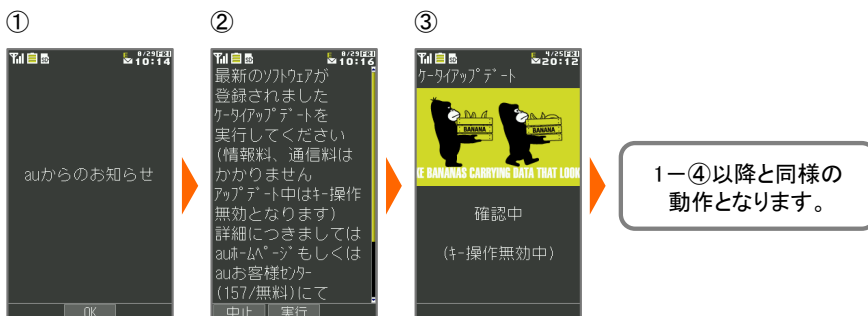 ①
8/29[FRI]
10:14
auからのお知らせ
OK
②
8/29[FRI]
10:16
最新のｿﾌﾄｳｪｱが
登録されました
ｹｰﾀｲｱｯﾌﾟﾃﾞｰﾄを
実行してください
(情報料、通信料は
かかりません
ｱｯﾌﾟﾃﾞｰﾄ中はｷｰ操作
無効となります)
詳細につきましては
auﾎｰﾑﾍﾟｰｼﾞもしくは
auお客様ｾﾝﾀｰ
(157/無料)にて
中止 実行
③
4/25[FRI]
20:12
ｹｰﾀｲｱｯﾌﾟﾃﾞｰﾄ
BANANA BANANA
KE BANANAS CARRYING DATA THAT LOOK
確認中
(ｷｰ操作無効中)
1－④以降と同様の
動作となります。